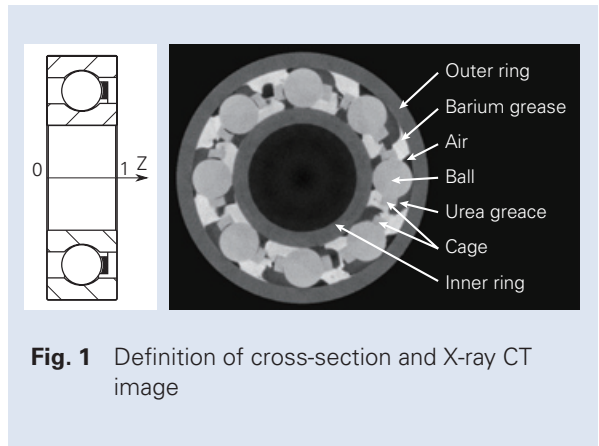 0
1 Z
Outer ring
Barium grease
Air
Ball
Urea greace
Cage
Inner ring
Fig. 1 Definition of cross-section and X-ray CT
image